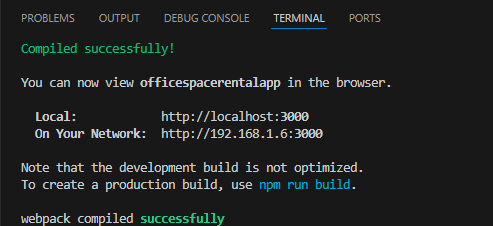 PROBLEMS OUTPUT DEBUG CONSOLE TERMINAL PORTS
Compiled successfully!
You can now view officespacerentalapp in the browser.
Local: http://localhost:3000
On Your Network: http://192.168.1.6:3000
Note that the development build is not optimized.
To create a production build, use npm run build.
webpack compiled successfully